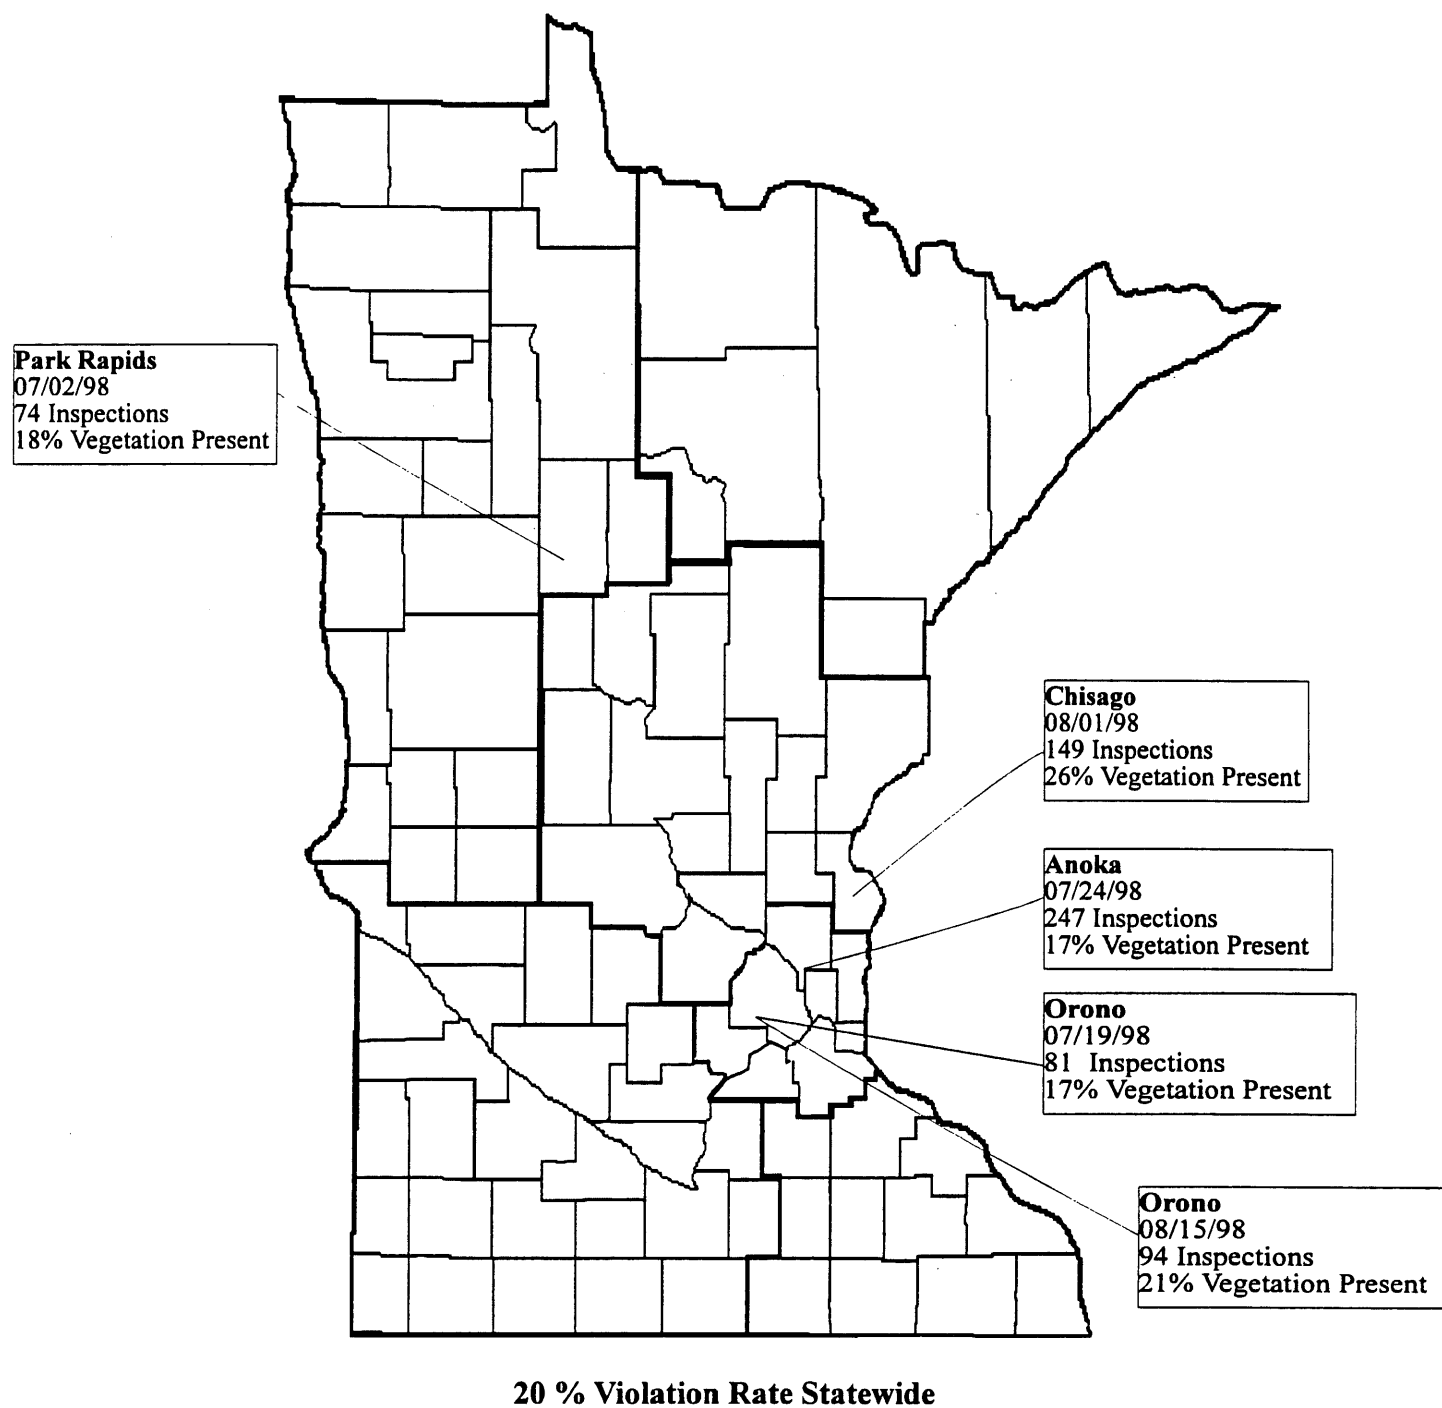 Park Rapids
07/02/98
74 Inspections
18% Vegetation Present
Chisago
08/01/98
149 Inspections
26% Vegetation Present
Anoka
07/24/98
247 Inspections
17% Vegetation Present
Orono
07/19/98
81 Inspections
17% Vegetation Present
Orono
08/15/98
94 Inspections
21% Vegetation Present
20 % Violation Rate Statewide